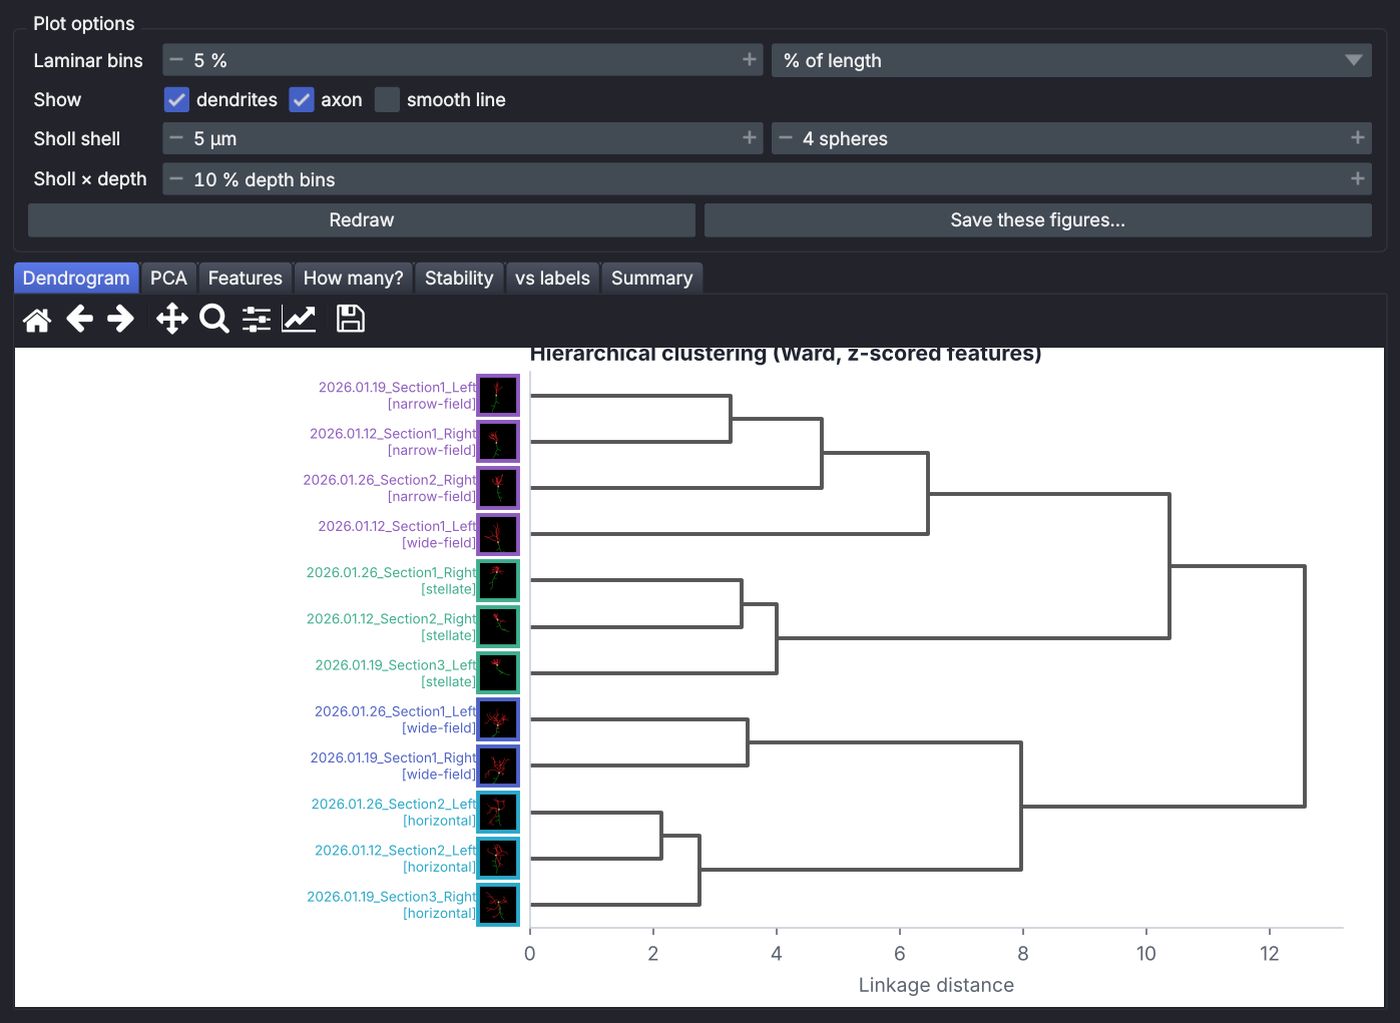 Plot options
Laminar bins
5 %
% of length
Show
dendrites
axon
smooth line
Sholl shell
5 µm
4 spheres
Sholl × depth
10 % depth bins
Redraw
Save these figures...
Dendrogram
PCA
Features
How many?
Stability
vs labels
Summary
Hierarchical clustering (Ward, z-scored features)
2026.01.19_Section1_Left
[narrow-field]
2026.01.12_Section1_Right
[narrow-field]
2026.01.26_Section2_Right
[narrow-field]
2026.01.12_Section1_Left
[wide-field]
2026.01.26_Section1_Right
[stellate]
2026.01.12_Section2_Right
[stellate]
2026.01.19_Section3_Left
[stellate]
2026.01.26_Section1_Left
[wide-field]
2026.01.19_Section1_Right
[wide-field]
2026.01.26_Section2_Left
[horizontal]
2026.01.12_Section2_Left
[horizontal]
2026.01.19_Section3_Right
[horizontal]
0 2 4 6 8 10 12
Linkage distance